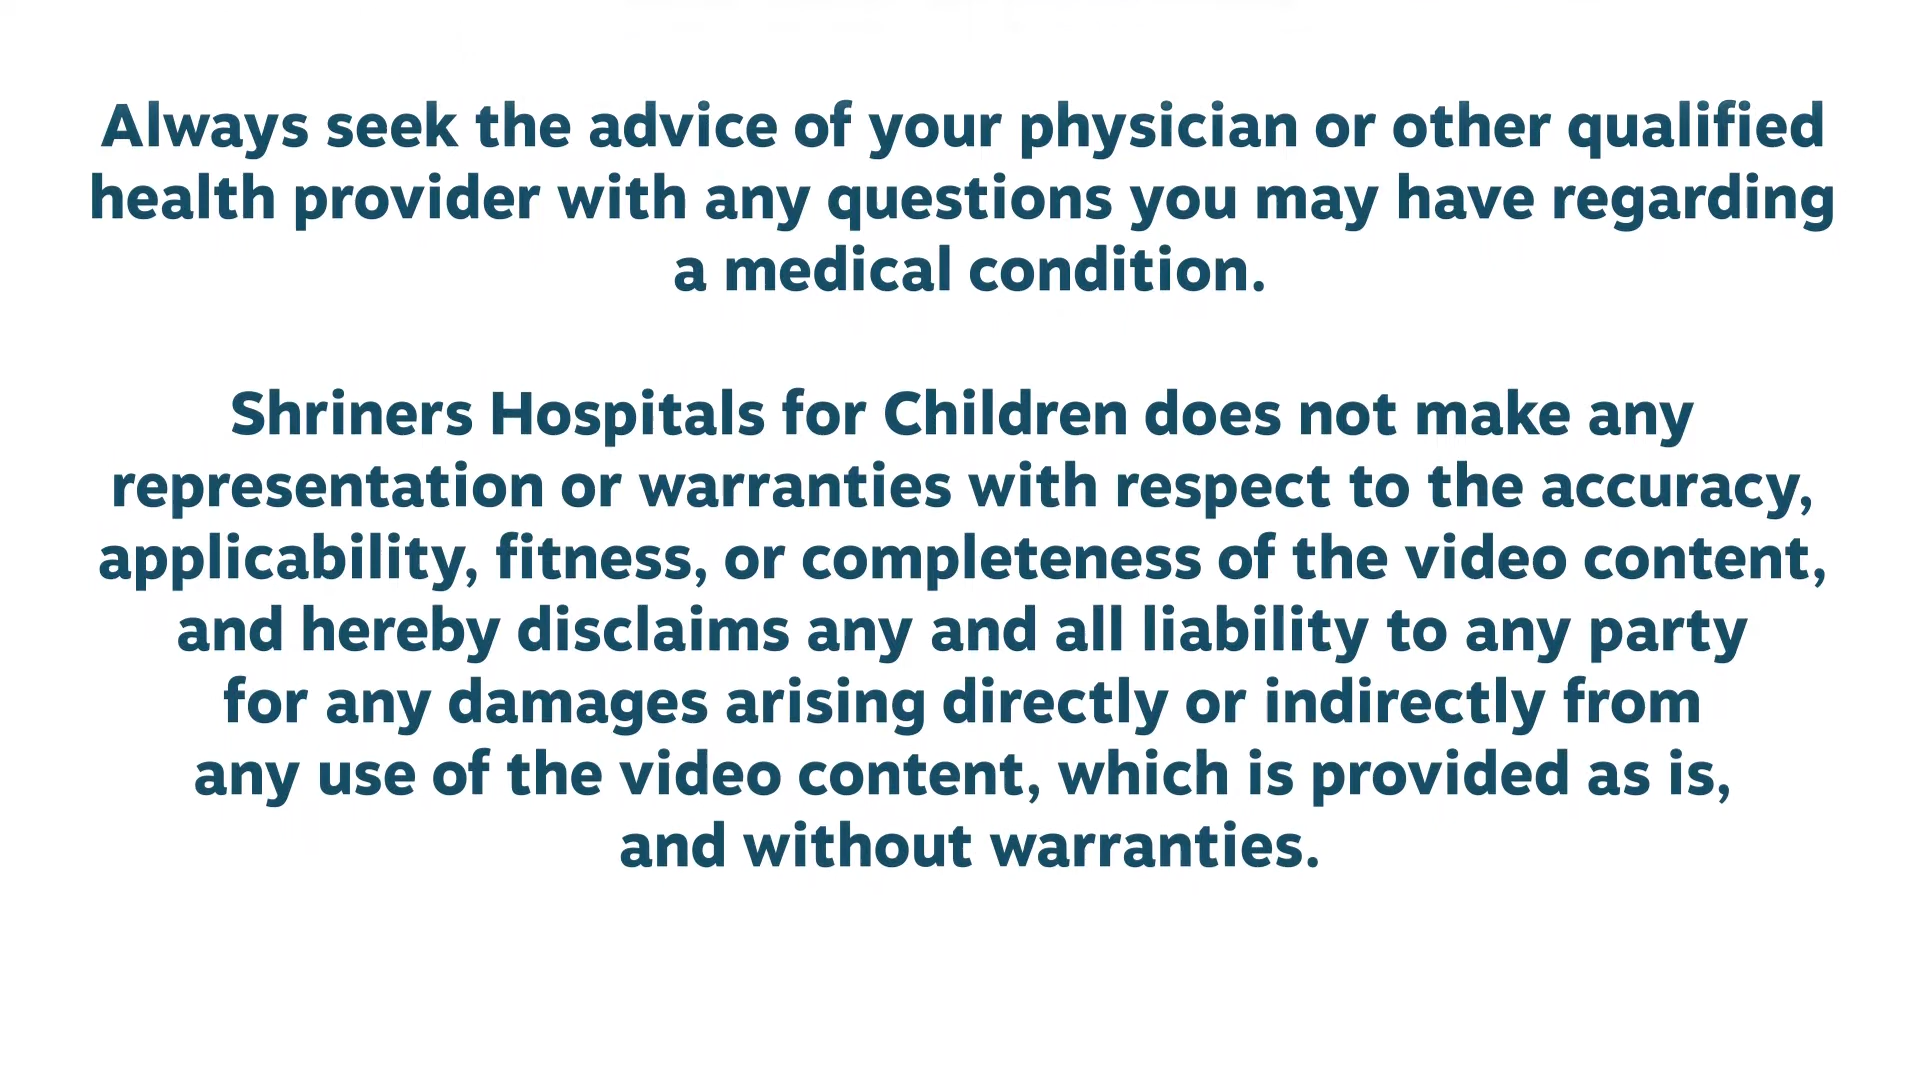 Always seek the advice of your physician or other qualified
health provider with any questions you may have regarding
a medical condition.
Shriners Hospitals for Children does not make any
representation or warranties with respect to the accuracy,
applicability, fitness, or completeness of the video content,
and hereby disclaims any and all liability to any party
for any damages arising directly or indirectly from
any use of the video content, which is provided as is,
and without warranties.